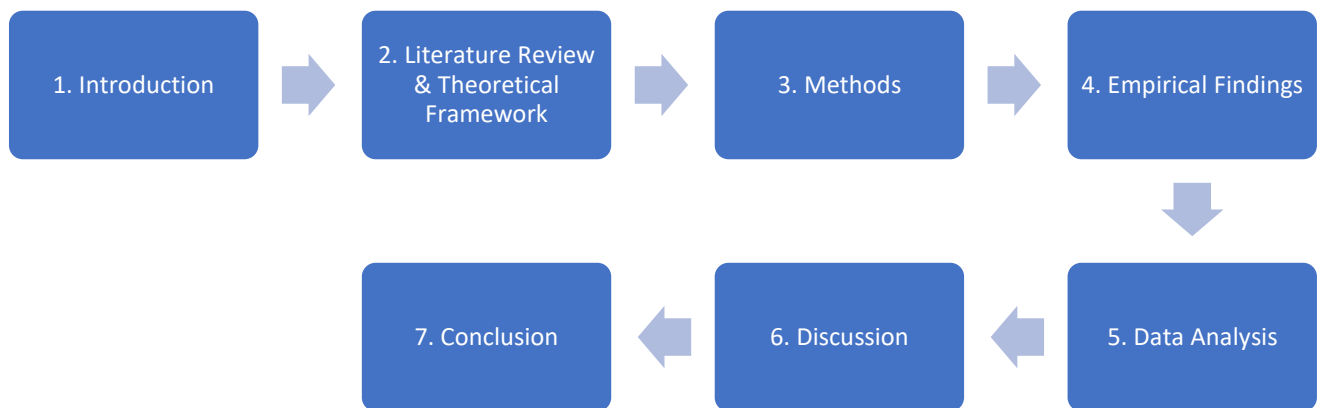 1. Introduction
2. Literature Review
& Theoretical
Framework
3. Methods
4. Empirical Findings
5. Data Analysis
6. Discussion
7. Conclusion